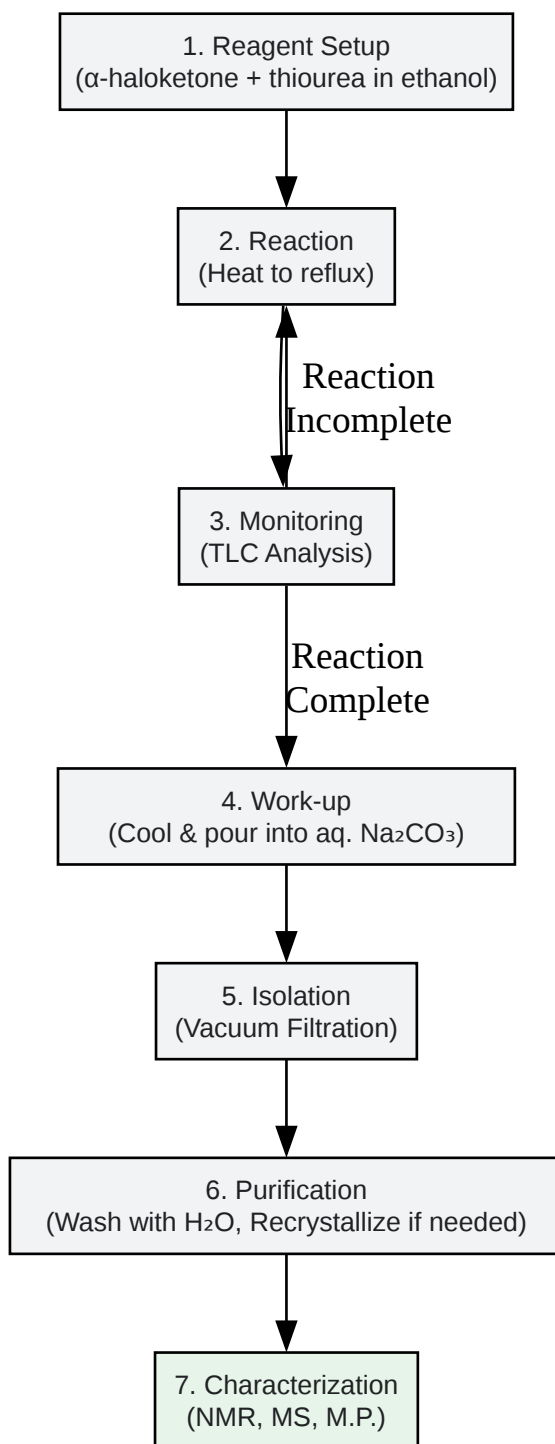 1. Reagent Setup
(α-haloketone + thiourea in ethanol)
2. Reaction
(Heat to reflux)
Reaction
Incomplete
3. Monitoring
(TLC Analysis)
Reaction
Complete
4. Work-up
(Cool & pour into aq. Na₂CO₃)
5. Isolation
(Vacuum Filtration)
6. Purification
(Wash with H₂O, Recrystallize if needed)
7. Characterization
(NMR, MS, M.P.)